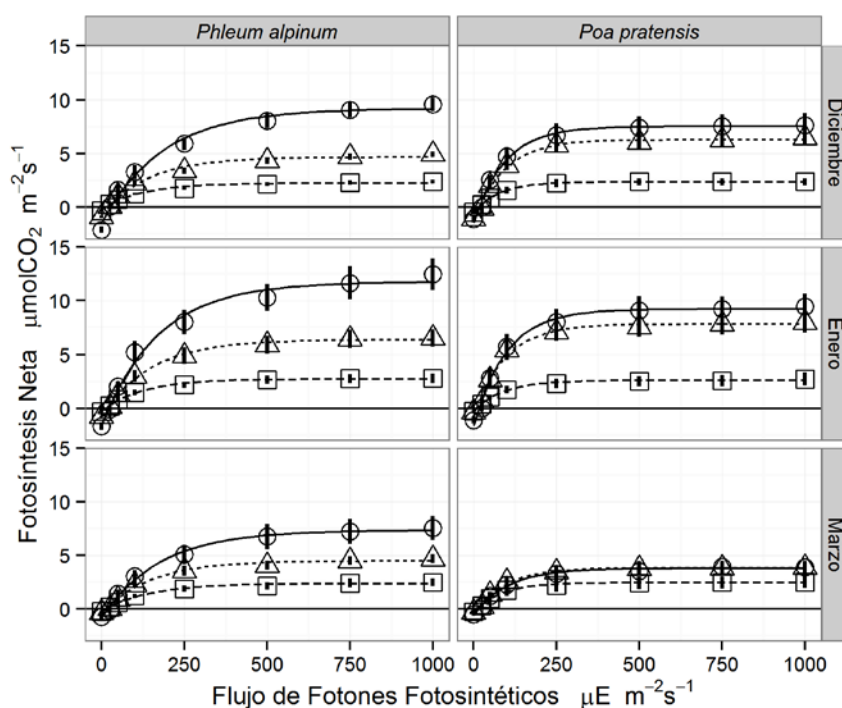 Phleum alpinum
Poa pratensis
15
10
5
0
Diciembre
15
10
5
0
Enero
15
10
5
0
Marzo
Fotosíntesis Neta μmolCO₂ m⁻²s⁻¹
0 250 500 750 1000
0 250 500 750 1000
Flujo de Fotones Fotosintéticos μE m⁻²s⁻¹